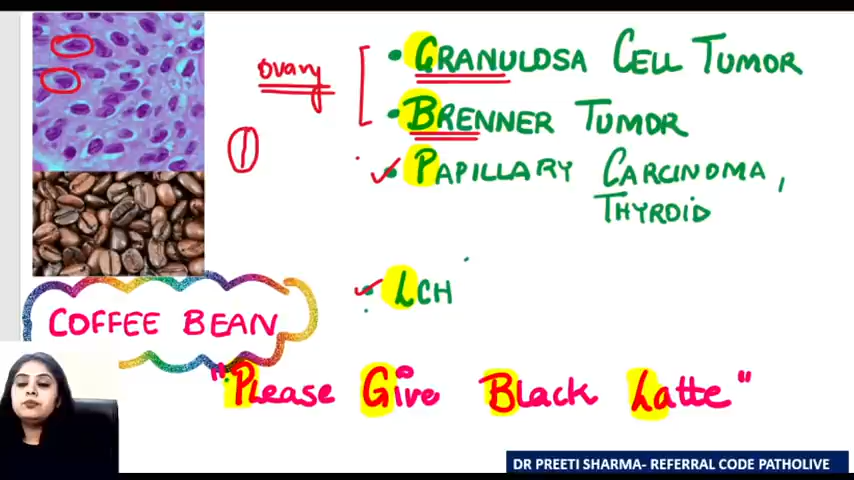 Ovary
• GRANULOSA CELL TUMOR
• BRENNER TUMOR
• PAPILLARY CARCINOMA,
THYROID
• LCH
COFFEE BEAN
"Please Give Black Latte"
DR PREETI SHARMA- REFERRAL CODE PATHOLIVE